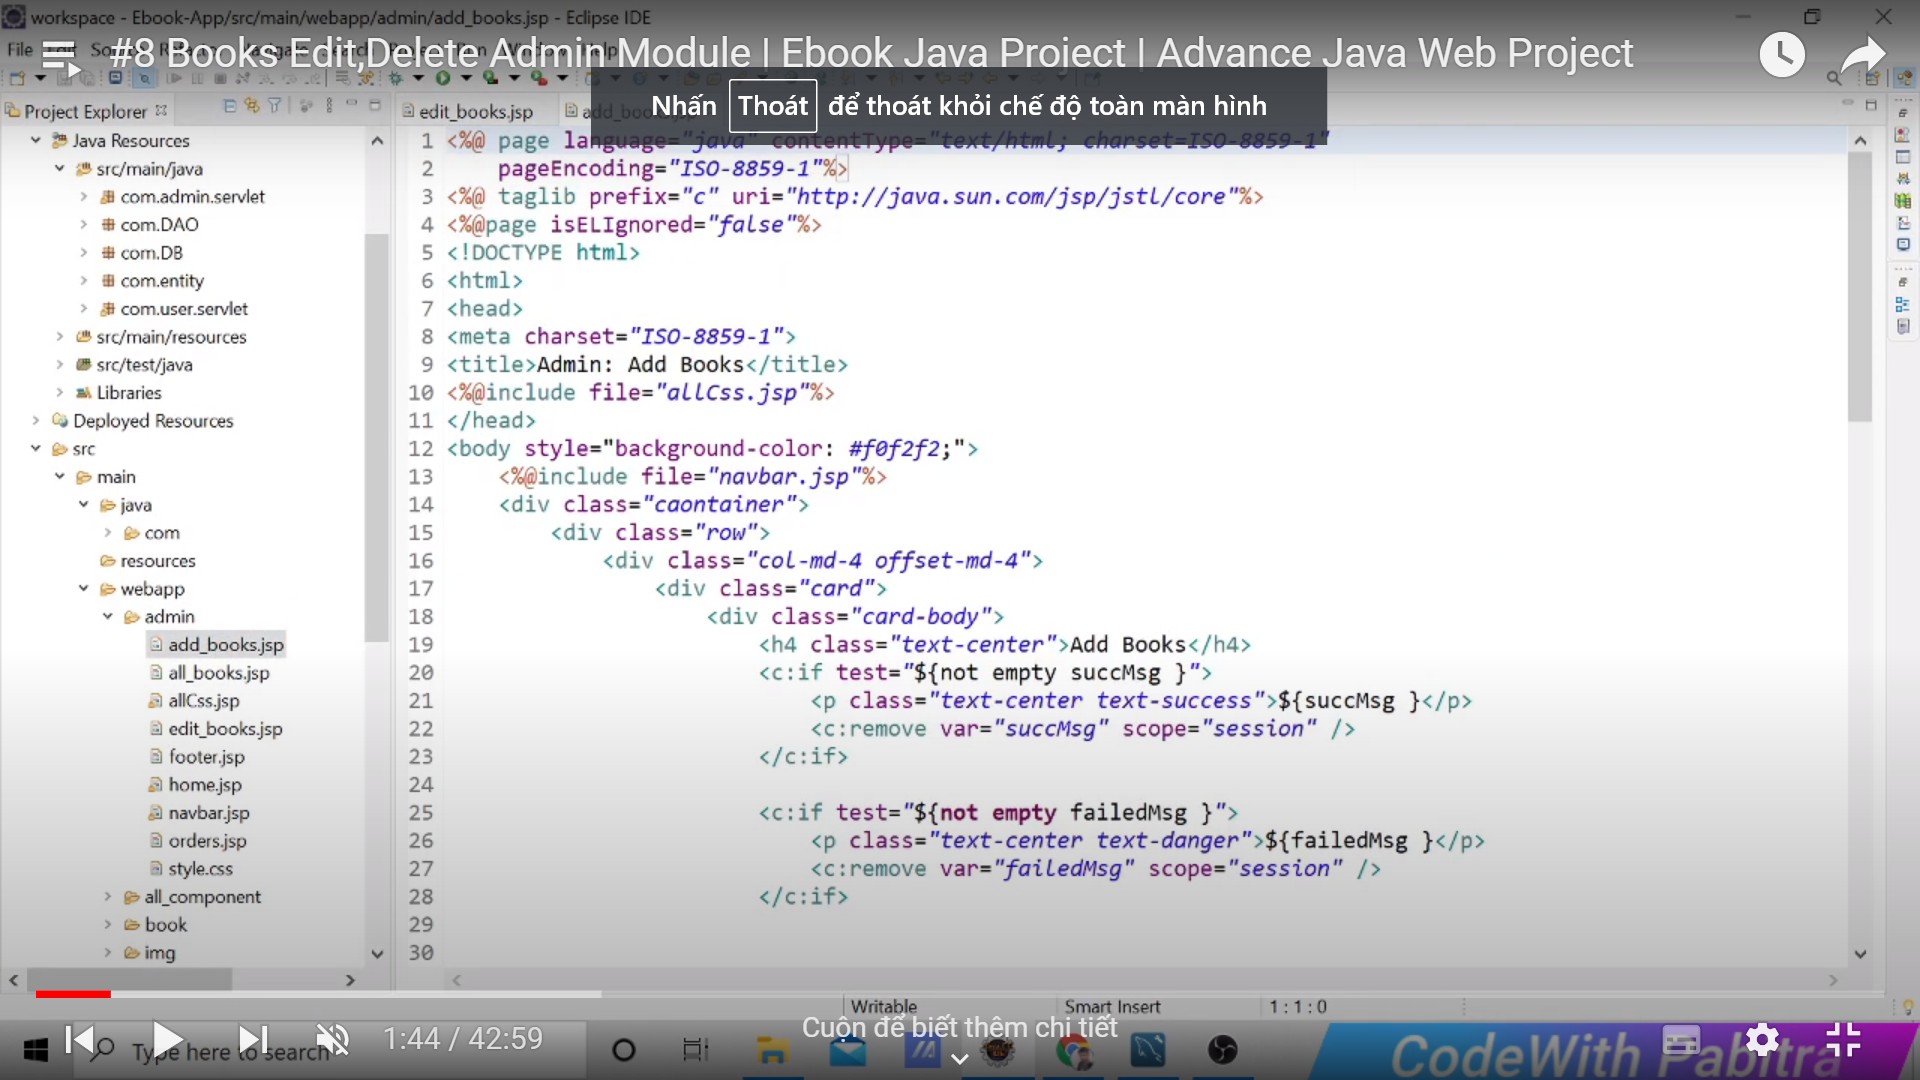 workspace - Ebook-App/src/main/webapp/admin/add_books.jsp - Eclipse IDE
#8 Books Edit,Delete Admin Module | Ebook Java Project | Advance Java Web Project
File
Nhấn Thoát để thoát khỏi chế độ toàn màn hình
Project Explorer
edit_books.jsp
Java Resources
src/main/java
com.admin.servlet
com.DAO
com.DB
com.entity
com.user.servlet
src/main/resources
src/test/java
Libraries
Deployed Resources
src
main
java
com
resources
webapp
admin
add_books.jsp
all_books.jsp
allCss.jsp
edit_books.jsp
footer.jsp
home.jsp
navbar.jsp
orders.jsp
style.css
all_component
book
img
1 <%@ page language="java" contentType="text/html; charset=ISO-8859-1"
2 pageEncoding="ISO-8859-1"%>
3 <%@ taglib prefix="c" uri="http://java.sun.com/jsp/jstl/core"%>
4 <%@page isELIgnored="false"%>
5 <!DOCTYPE html>
6 <html>
7 <head>
8 <meta charset="ISO-8859-1">
9 <title>Admin: Add Books</title>
10 <%@include file="allCss.jsp"%>
11 </head>
12 <body style="background-color: #f0f2f2;">
13 <%@include file="navbar.jsp"%>
14 <div class="caontainer">
15 <div class="row">
16 <div class="col-md-4 offset-md-4">
17 <div class="card">
18 <div class="card-body">
19 <h4 class="text-center">Add Books</h4>
20 <c:if test="${not empty succMsg }">
21 <p class="text-center text-success">${succMsg }</p>
22 <c:remove var="succMsg" scope="session" />
23 </c:if>
24
25 <c:if test="${not empty failedMsg }">
26 <p class="text-center text-danger">${failedMsg }</p>
27 <c:remove var="failedMsg" scope="session" />
28 </c:if>
29
30
Writable Smart Insert 1 : 1 : 0
Cuộn để biết thêm chi tiết
1:44 / 42:59
Type here to search
CodeWith Pabitra